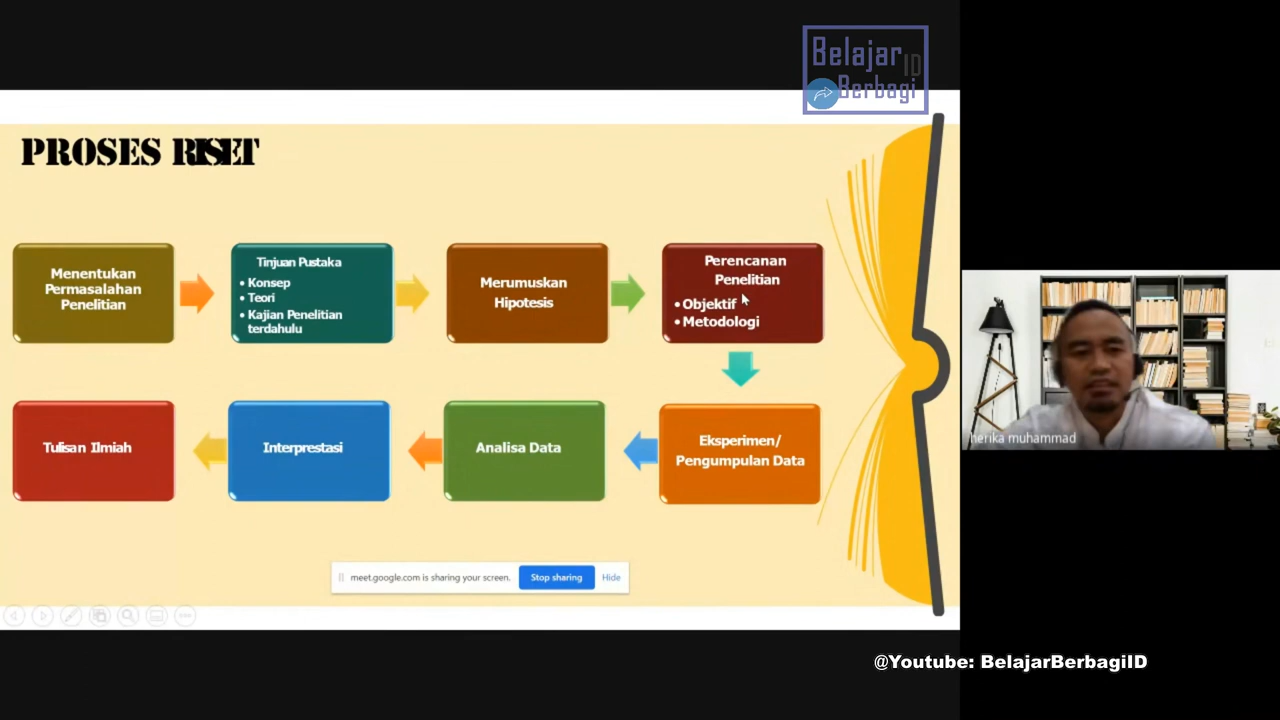 Belajar
ID
Berbagi
PROSES RISET
Menentukan
Permasalahan
Penelitian
Tinjuan Pustaka
• Konsep
• Teori
• Kajian Penelitian
terdahulu
Merumuskan
Hipotesis
Perencanan
Penelitian
• Objektif
• Metodologi
Tulisan Ilmiah
Interprestasi
Analisa Data
Eksperimen/
Pengumpulan Data
herika muhammad
meet.google.com is sharing your screen.
Stop sharing
Hide
@Youtube: BelajarBerbagiID